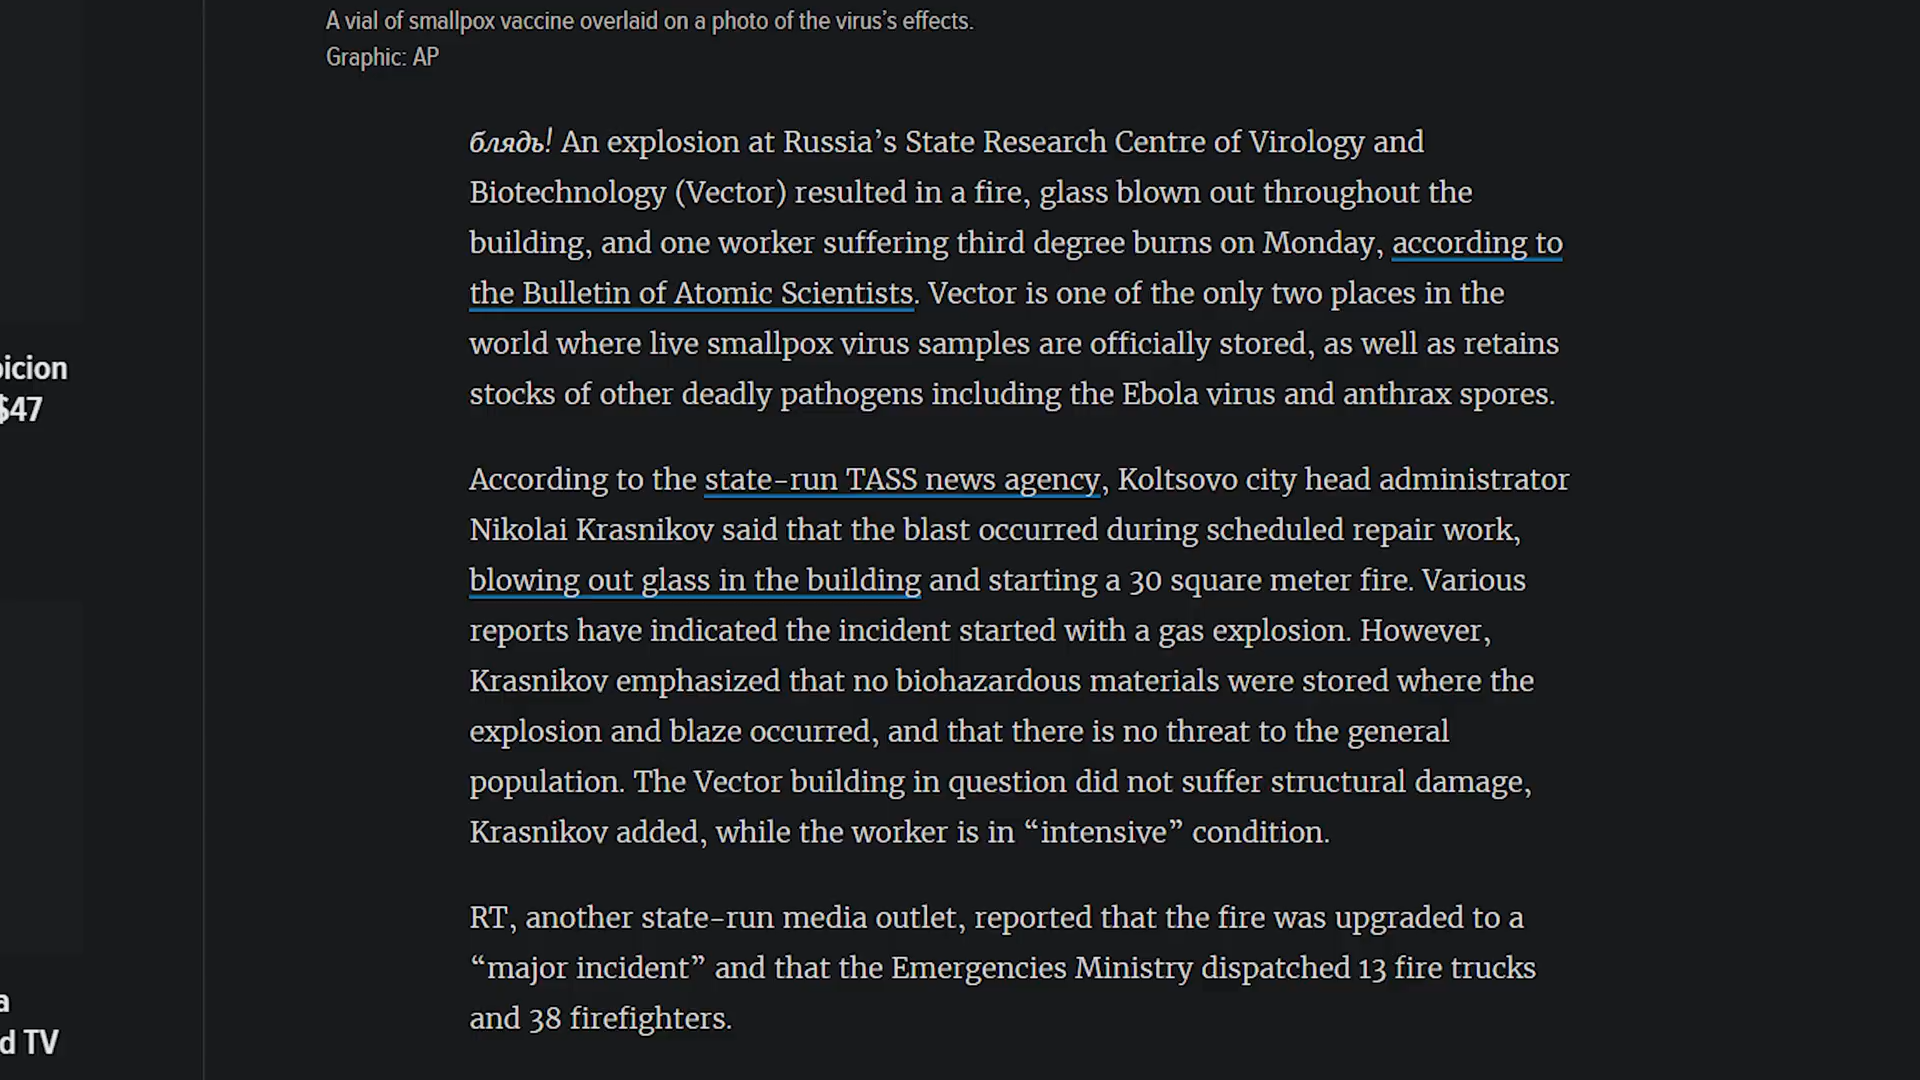 A vial of smallpox vaccine overlaid on a photo of the virus’s effects.
Graphic: AP
блядь! An explosion at Russia’s State Research Centre of Virology and
Biotechnology (Vector) resulted in a fire, glass blown out throughout the
building, and one worker suffering third degree burns on Monday, according to
the Bulletin of Atomic Scientists. Vector is one of the only two places in the
world where live smallpox virus samples are officially stored, as well as retains
stocks of other deadly pathogens including the Ebola virus and anthrax spores.
According to the state-run TASS news agency, Koltsovo city head administrator
Nikolai Krasnikov said that the blast occurred during scheduled repair work,
blowing out glass in the building and starting a 30 square meter fire. Various
reports have indicated the incident started with a gas explosion. However,
Krasnikov emphasized that no biohazardous materials were stored where the
explosion and blaze occurred, and that there is no threat to the general
population. The Vector building in question did not suffer structural damage,
Krasnikov added, while the worker is in “intensive” condition.
RT, another state-run media outlet, reported that the fire was upgraded to a
“major incident” and that the Emergencies Ministry dispatched 13 fire trucks
and 38 firefighters.
$47
TV